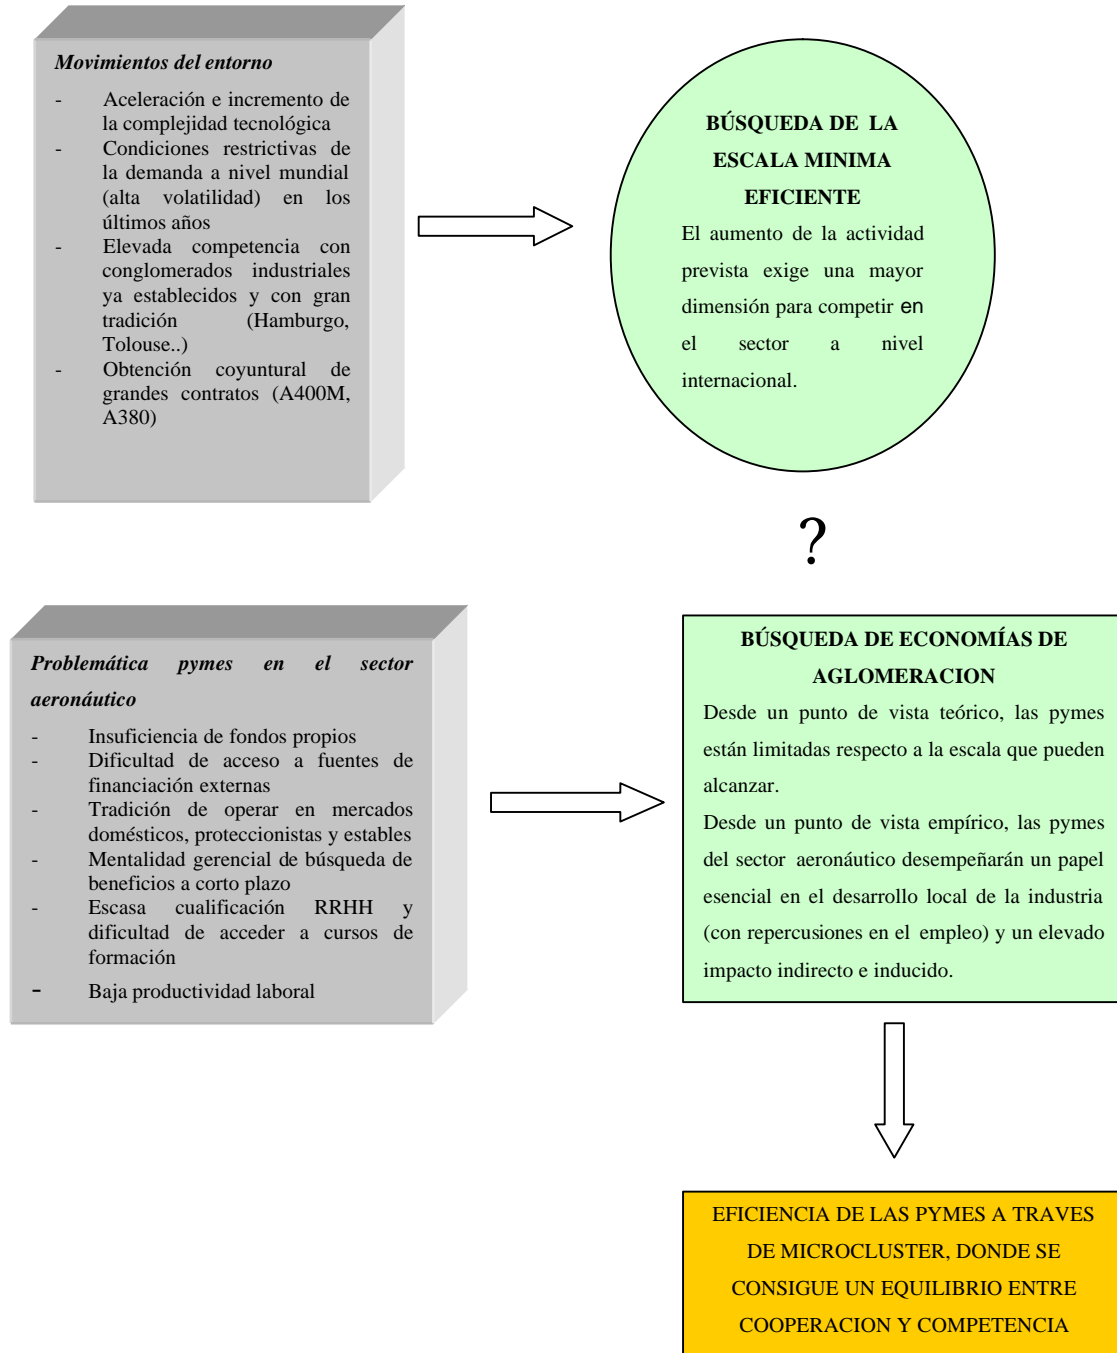 Movimientos del entorno
- Aceleración e incremento de
la complejidad tecnológica
- Condiciones restrictivas de
la demanda a nivel mundial
(alta volatilidad) en los
últimos años
- Elevada competencia con
conglomerados industriales
ya establecidos y con gran
tradición (Hamburgo,
Tolouse..)
- Obtención coyuntural de
grandes contratos (A400M,
A380)
BÚSQUEDA DE LA
ESCALA MINIMA
EFICIENTE
El aumento de la actividad
prevista exige una mayor
dimensión para competir en
el sector a nivel
internacional.
?
Problemática pymes en el sector
aeronáutico
- Insuficiencia de fondos propios
- Dificultad de acceso a fuentes de
financiación externas
- Tradición de operar en mercados
domésticos, proteccionistas y estables
- Mentalidad gerencial de búsqueda de
beneficios a corto plazo
- Escasa cualificación RRHH y
dificultad de acceder a cursos de
formación
- Baja productividad laboral
BÚSQUEDA DE ECONOMÍAS DE
AGLOMERACION
Desde un punto de vista teórico, las pymes
están limitadas respecto a la escala que pueden
alcanzar.
Desde un punto de vista empírico, las pymes
del sector aeronáutico desempeñarán un papel
esencial en el desarrollo local de la industria
(con repercusiones en el empleo) y un elevado
impacto indirecto e inducido.
EFICIENCIA DE LAS PYMES A TRAVES
DE MICROCLUSTER, DONDE SE
CONSIGUE UN EQUILIBRIO ENTRE
COOPERACION Y COMPETENCIA